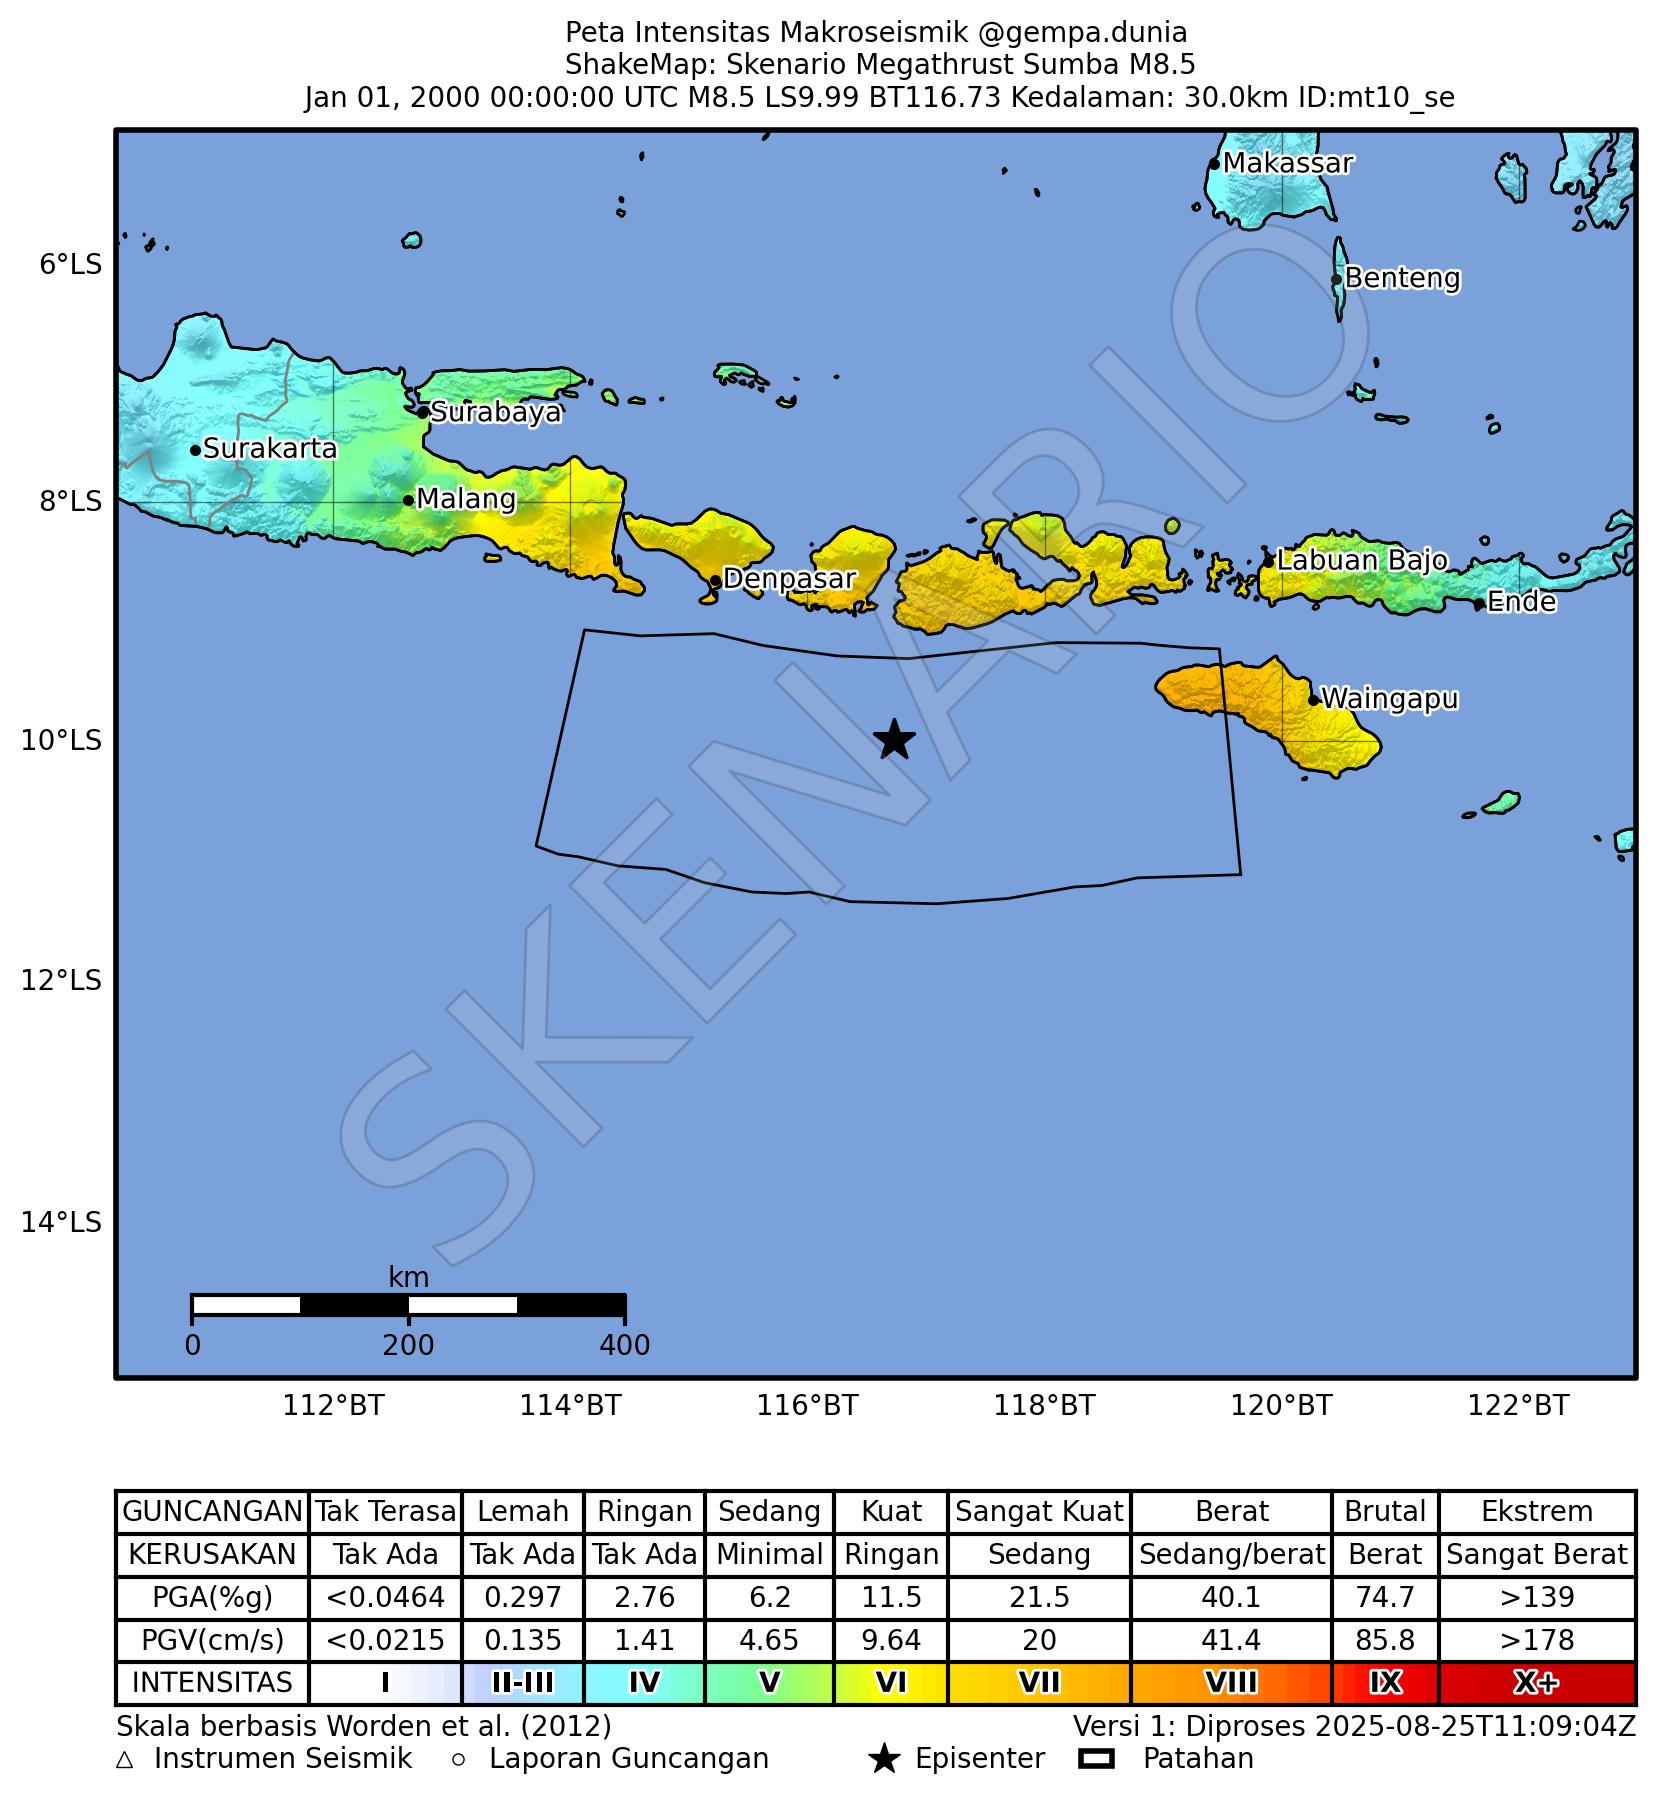 Peta Intensitas Makroseismik @gempa.dunia
ShakeMap: Skenario Megathrust Sumba M8.5
Jan 01, 2000 00:00:00 UTC M8.5 LS9.99 BT116.73 Kedalaman: 30.0km ID:mt10_se
Makassar
6°LS
Benteng
Surabaya
Surakarta
8°LS
Malang
Labuan Bajo
Denpasar
Ende
Waingapu
10°LS
SKENARIO
12°LS
14°LS
km
0 200 400
112°BT 114°BT 116°BT 118°BT 120°BT 122°BT
GUNCANGAN Tak Terasa Lemah Ringan Sedang Kuat Sangat Kuat Berat Brutal Ekstrem
KERUSAKAN Tak Ada Tak Ada Tak Ada Minimal Ringan Sedang Sedang/berat Berat Sangat Berat
PGA(%g) <0.0464 0.297 2.76 6.2 11.5 21.5 40.1 74.7 >139
PGV(cm/s) <0.0215 0.135 1.41 4.65 9.64 20 41.4 85.8 >178
INTENSITAS I II-III IV V VI VII VIII IX X+
Skala berbasis Worden et al. (2012) Versi 1: Diproses 2025-08-25T11:09:04Z
Instrumen Seismik Laporan Guncangan Episenter Patahan